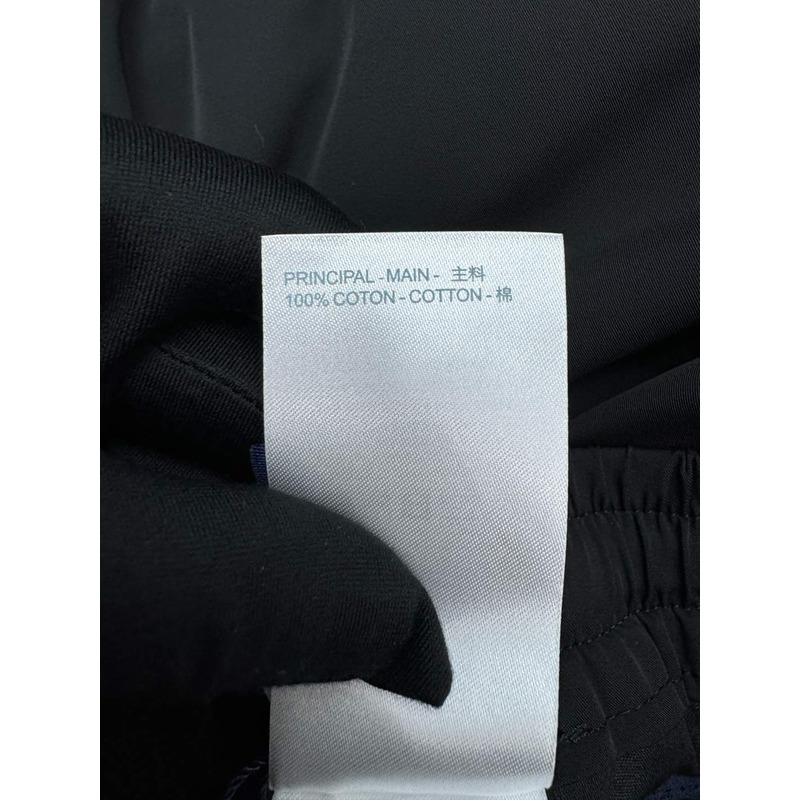 PRINCIPAL - MAIN - 主料
100% COTON - COTTON - 棉